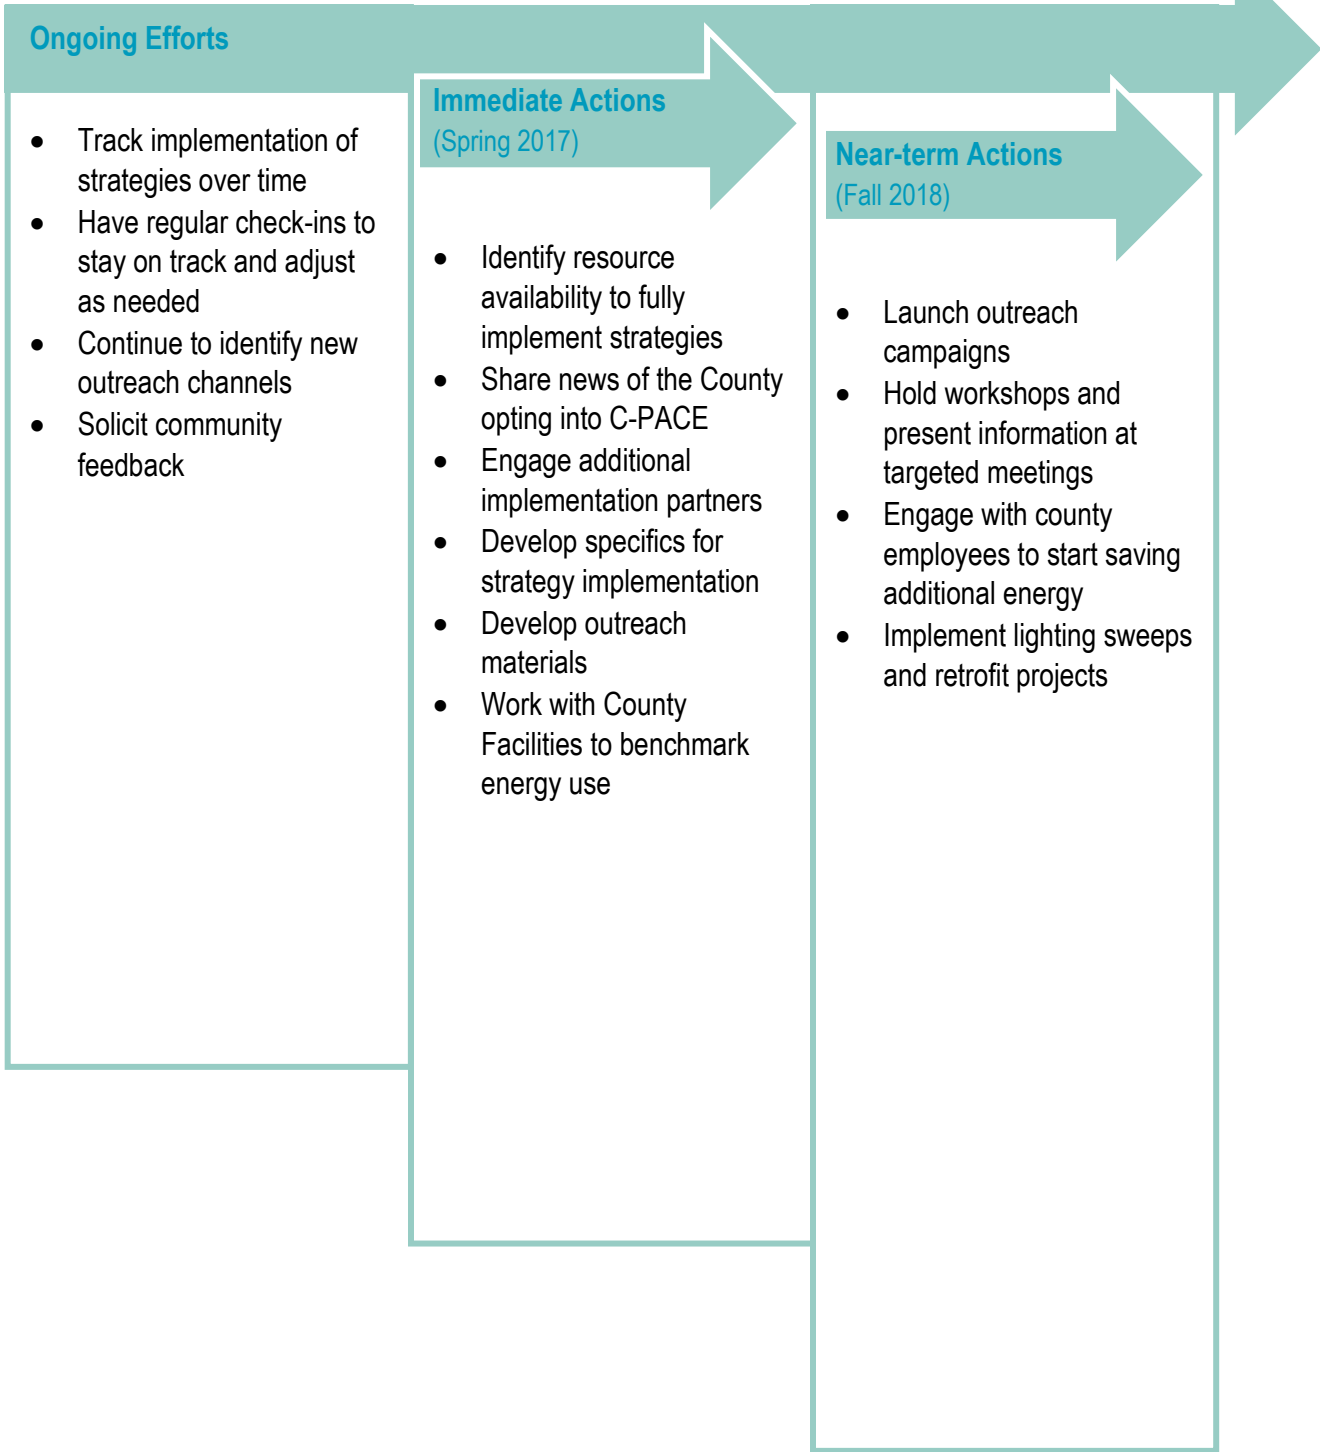 Ongoing Efforts
• Track implementation of
strategies over time
• Have regular check-ins to
stay on track and adjust
as needed
• Continue to identify new
outreach channels
• Solicit community
feedback
Immediate Actions
(Spring 2017)
• Identify resource
availability to fully
implement strategies
• Share news of the County
opting into C-PACE
• Engage additional
implementation partners
• Develop specifics for
strategy implementation
• Develop outreach
materials
• Work with County
Facilities to benchmark
energy use
Near-term Actions
(Fall 2018)
• Launch outreach
campaigns
• Hold workshops and
present information at
targeted meetings
• Engage with county
employees to start saving
additional energy
• Implement lighting sweeps
and retrofit projects